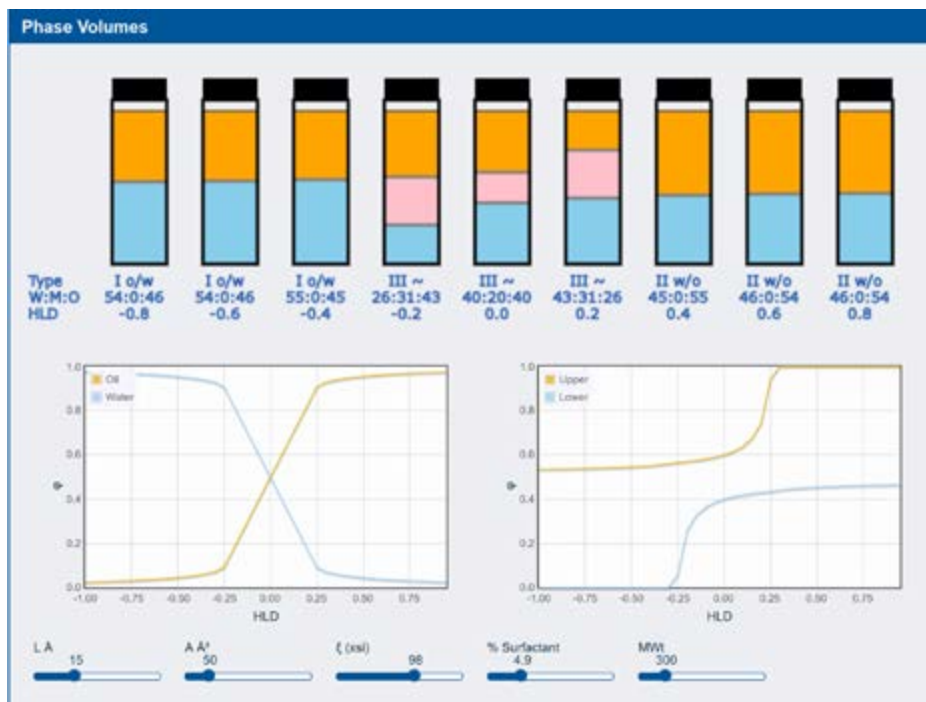 Phase Volumes
Type I o/w I o/w I o/w III ~ III ~ III ~ II w/o II w/o II w/o
W:M:O 54:0:46 54:0:46 55:0:45 26:31:43 40:20:40 43:31:26 45:0:55 46:0:54 46:0:54
HLD -0.8 -0.6 -0.4 -0.2 0.0 0.2 0.4 0.6 0.8
1.0
Oil
Water
0.8
0.6
φ
0.4
0.2
0.0
-1.00 -0.75 -0.50 -0.25 0.00 0.25 0.50 0.75
HLD
1.0
Upper
Lower
0.8
0.6
φ
0.4
0.2
0.0
-1.00 -0.75 -0.50 -0.25 0.00 0.25 0.50 0.75
HLD
L Å A Å² ξ (xsi) % Surfactant MWt
15 50 98 4.9 300